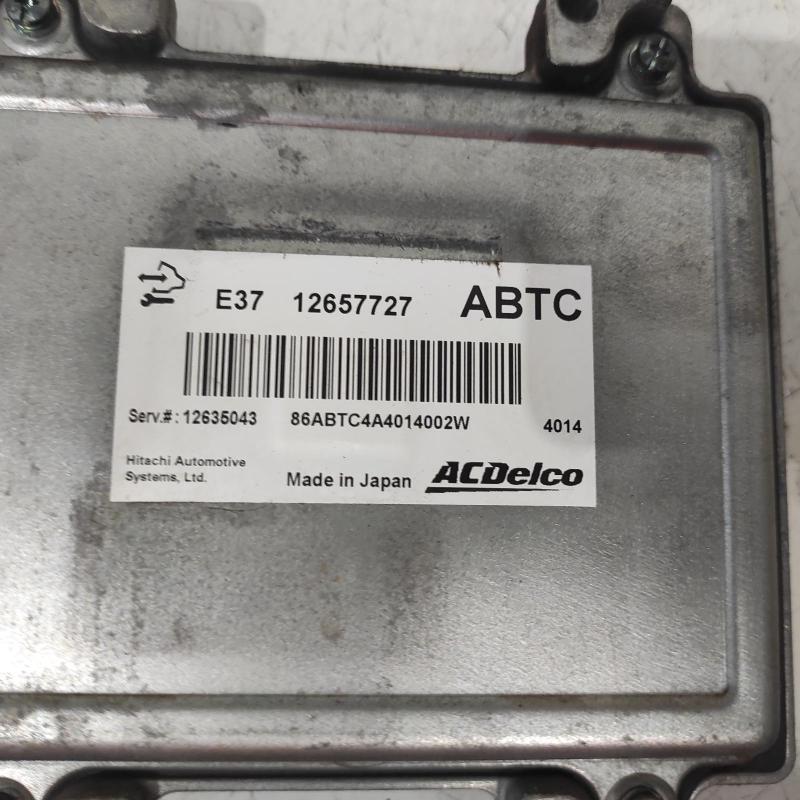 E37 12657727 ABTC
Serv.#: 12635043 86ABTC4A4014002W 4014
Hitachi Automotive
Systems, Ltd.
Made in Japan ACDelco